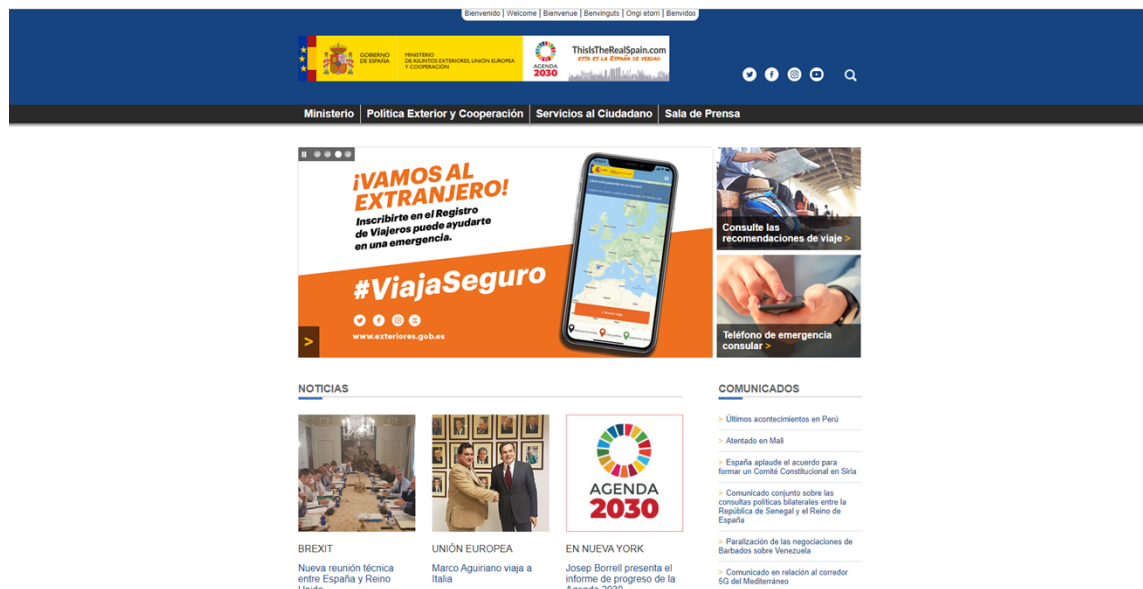 Bienvenido | Welcome | Bienvenue | Benvinguts | Ongi etorri | Benvidos
GOBIERNO
DE ESPAÑA
MINISTERIO
DE ASUNTOS EXTERIORES, UNIÓN EUROPEA
Y COOPERACIÓN
AGENDA
2030
ThisIsTheRealSpain.com
ESTA ES LA ESPAÑA DE VERDAD
Ministerio | Política Exterior y Cooperación | Servicios al Ciudadano | Sala de Prensa
¡VAMOS AL
EXTRANJERO!
Inscribirte en el Registro
de Viajeros puede ayudarte
en una emergencia.
#ViajaSeguro
www.exteriores.gob.es
>
Consulte las
recomendaciones de viaje >
Teléfono de emergencia
consular >
NOTICIAS
AGENDA
2030
BREXIT
Nueva reunión técnica
entre España y Reino
UNIÓN EUROPEA
Marco Aguiriano viaja a
Italia
EN NUEVA YORK
Josep Borrell presenta el
informe de progreso de la
COMUNICADOS
> Últimos acontecimientos en Perú
> Atentado en Mali
> España aplaude el acuerdo para
formar un Comité Constitucional en Siria
> Comunicado conjunto sobre las
consultas políticas bilaterales entre la
República de Senegal y el Reino de
España
> Paralización de las negociaciones de
Barbados sobre Venezuela
> Comunicado en relación al corredor
5G del Mediterráneo